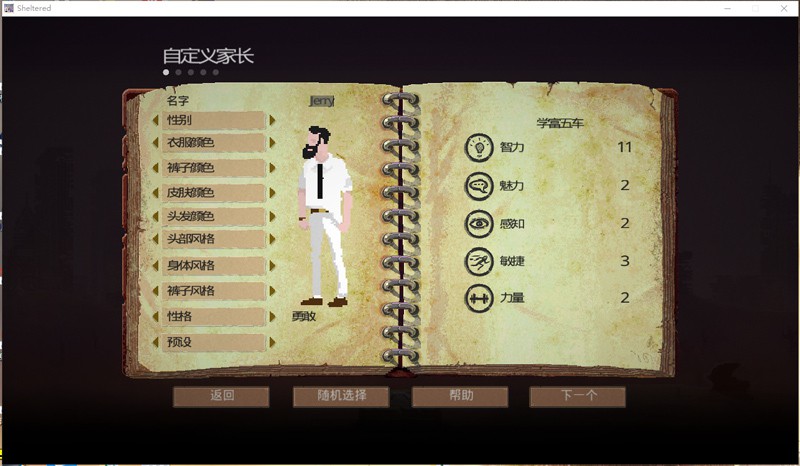 Sheltered
自定义家长
名字 Jerry
性别
衣服颜色
裤子颜色
皮肤颜色
头发颜色
头部风格
身体风格
裤子风格
性格 勇敢
预设
学富五车
智力 11
魅力 2
感知 2
敏捷 3
力量 2
返回 随机选择 帮助 下一个